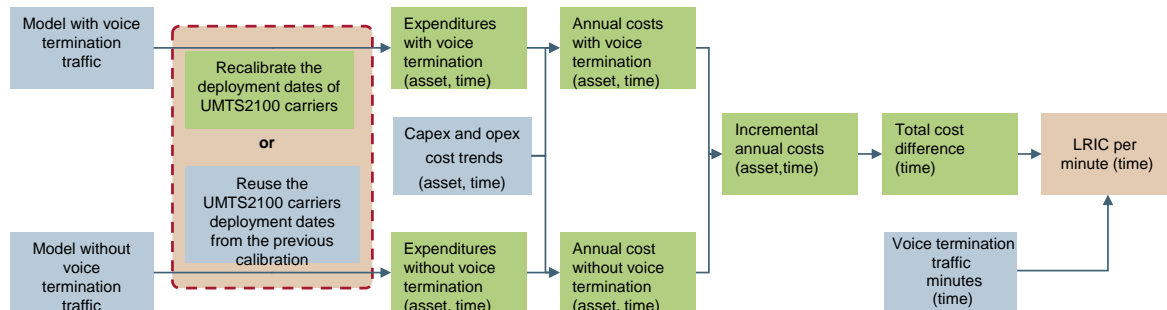 Model with voice
termination
traffic
Recalibrate the
deployment dates of
UMTS2100 carriers
or
Reuse the
UMTS2100 carriers
deployment dates
from the previous
calibration
Model without
voice
termination
traffic
Expenditures
with voice
termination
(asset, time)
Capex and opex
cost trends
(asset, time)
Expenditures
without voice
termination
(asset, time)
Annual costs
with voice
termination
(asset, time)
Annual cost
without voice
termination
(asset, time)
Incremental
annual costs
(asset,time)
Total cost
difference
(time)
LRIC per
minute (time)
Voice termination
traffic
minutes
(time)